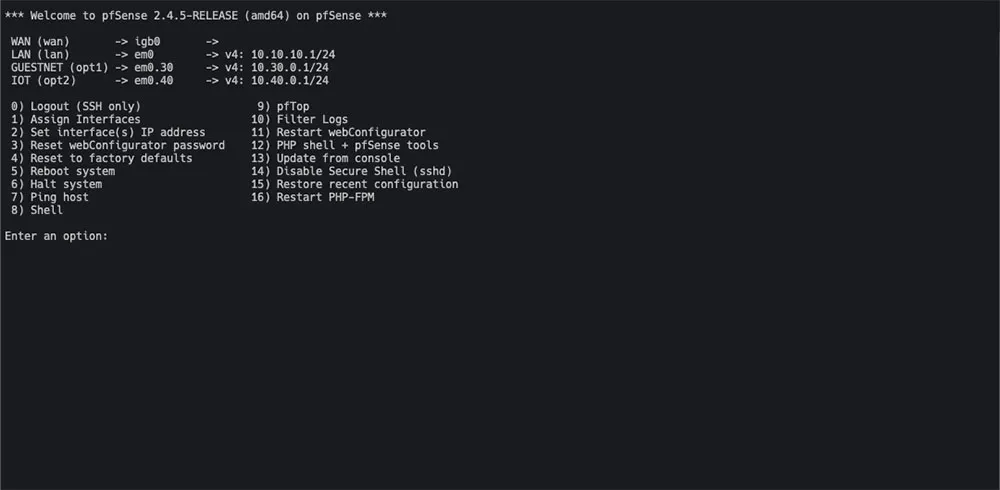 *** Welcome to pfSense 2.4.5-RELEASE (amd64) on pfSense ***
WAN (wan) -> igb0 ->
LAN (lan) -> em0 -> v4: 10.10.10.1/24
GUESTNET (opt1) -> em0.30 -> v4: 10.30.0.1/24
IOT (opt2) -> em0.40 -> v4: 10.40.0.1/24
0) Logout (SSH only) 9) pfTop
1) Assign Interfaces 10) Filter Logs
2) Set interface(s) IP address 11) Restart webConfigurator
3) Reset webConfigurator password 12) PHP shell + pfSense tools
4) Reset to factory defaults 13) Update from console
5) Reboot system 14) Disable Secure Shell (sshd)
6) Halt system 15) Restore recent configuration
7) Ping host 16) Restart PHP-FPM
8) Shell
Enter an option: